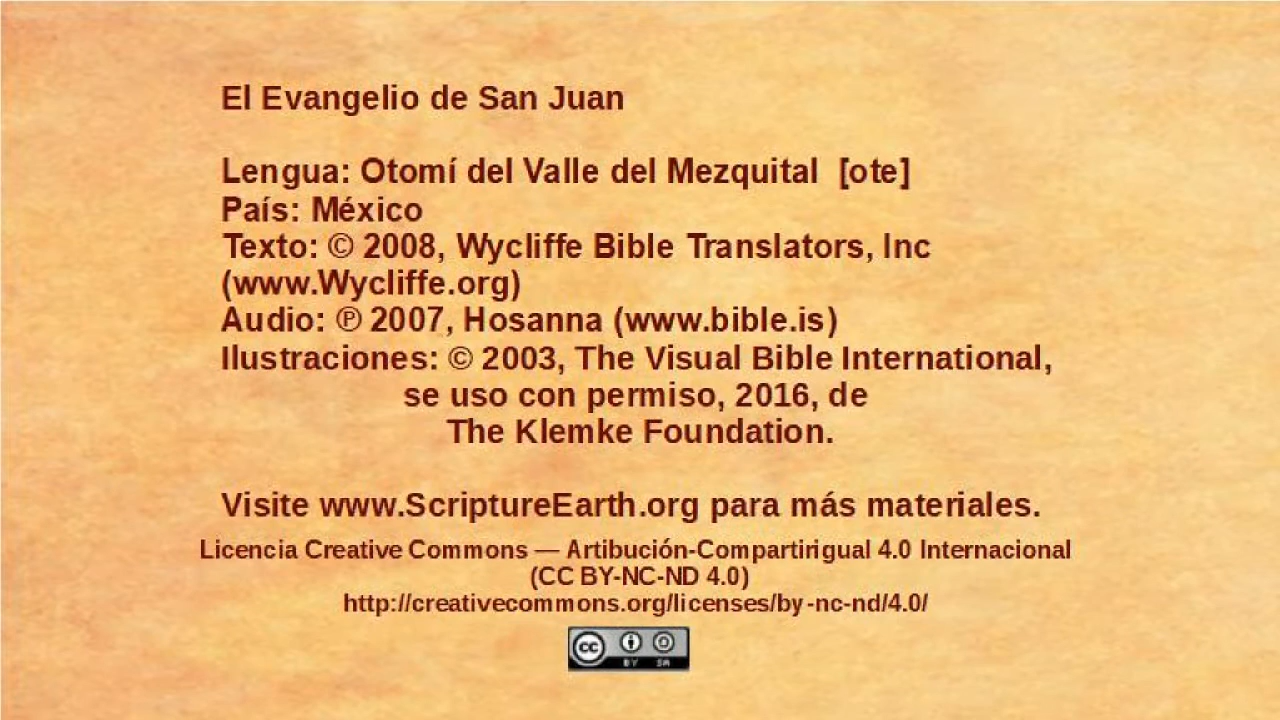 El Evangelio de San Juan
Lengua: Otomí del Valle del Mezquital [ote]
País: México
Texto: © 2008, Wycliffe Bible Translators, Inc
(www.Wycliffe.org)
Audio: ℗ 2007, Hosanna (www.bible.is)
Ilustraciones: © 2003, The Visual Bible International,
se uso con permiso, 2016, de
The Klemke Foundation.
Visite www.ScriptureEarth.org para más materiales.
Licencia Creative Commons — Artibución-Compartirigual 4.0 Internacional
(CC BY-NC-ND 4.0)
http://creativecommons.org/licenses/by-nc-nd/4.0/
cc BY SA